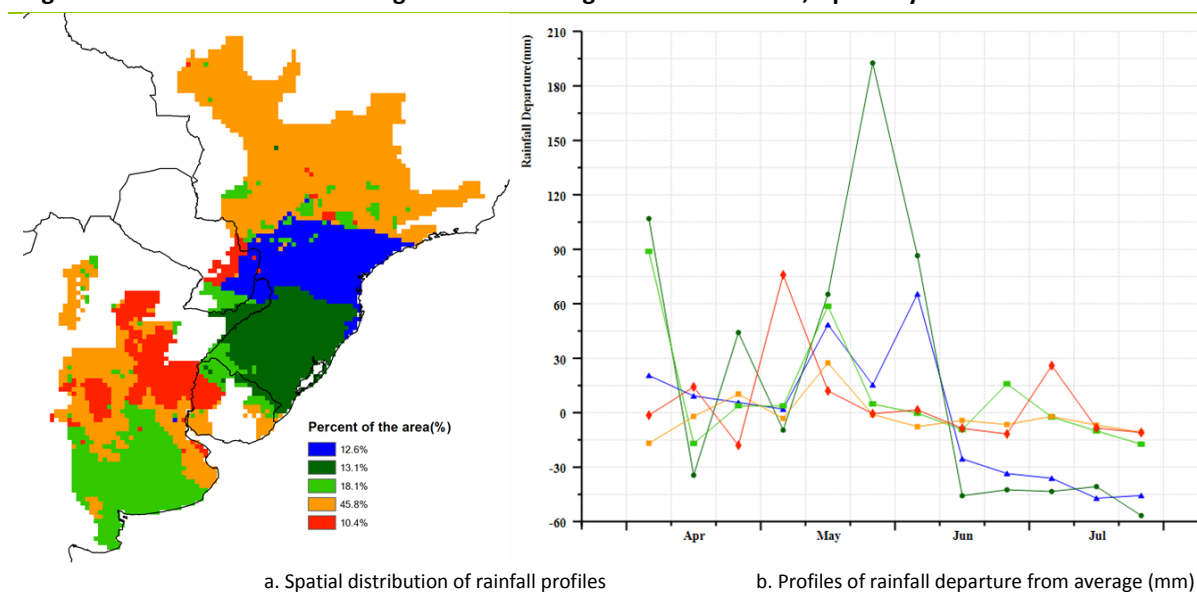 Percent of the area(%)
12.6%
13.1%
18.1%
45.8%
10.4%
Rainfall Departure(mm)
210
180
150
120
90
60
30
0
-30
-60
Apr
May
Jun
Jul
a. Spatial distribution of rainfall profiles
b. Profiles of rainfall departure from average (mm)